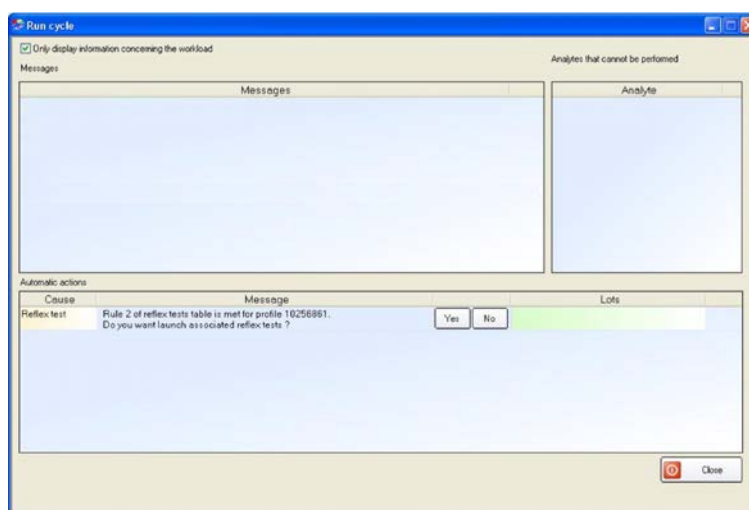 Run cycle
Only display information concerning the workload
Analytes that cannot be performed
Messages
Messages
Analyte
Automatic actions
Cause
Message
Lots
Reflex test
Rule 2 of reflex tests table is met for profile 10256861.
Do you want launch associated reflex tests ?
Yes
No
Close